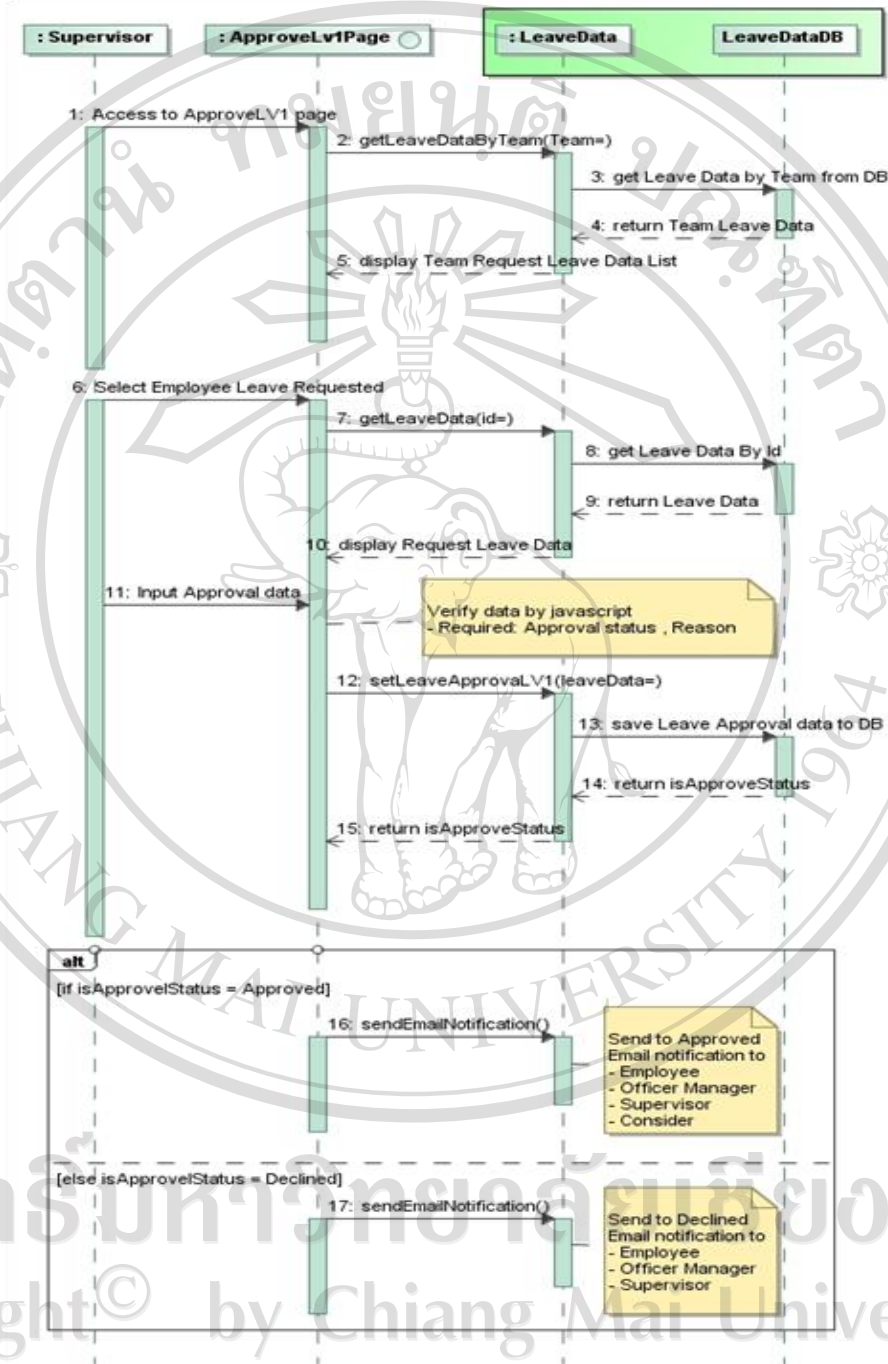 : Supervisor
: ApproveLv1Page
: LeaveData
LeaveDataDB
1: Access to ApproveLV1 page
2: getLeaveDataByTeam(Team=)
3: get Leave Data by Team from DB
4: return Team Leave Data
5: display Team Request Leave Data List
6: Select Employee Leave Requested
7: getLeaveData(id=)
8: get Leave Data By Id
9: return Leave Data
10: display Request Leave Data
11: Input Approval data
Verify data by javascript
- Required: Approval status , Reason
12: setLeaveApprovalLV1(leaveData=)
13: save Leave Approval data to DB
14: return isApproveStatus
15: return isApproveStatus
alt
[if isApprovelStatus = Approved]
16: sendEmailNotification()
Send to Approved
Email notification to
- Employee
- Officer Manager
- Supervisor
- Consider
[else isApprovelStatus = Declined]
17: sendEmailNotification()
Send to Declined
Email notification to
- Employee
- Officer Manager
- Supervisor
CHIANG MAI UNIVERSITY 1964
by Chiang Mai